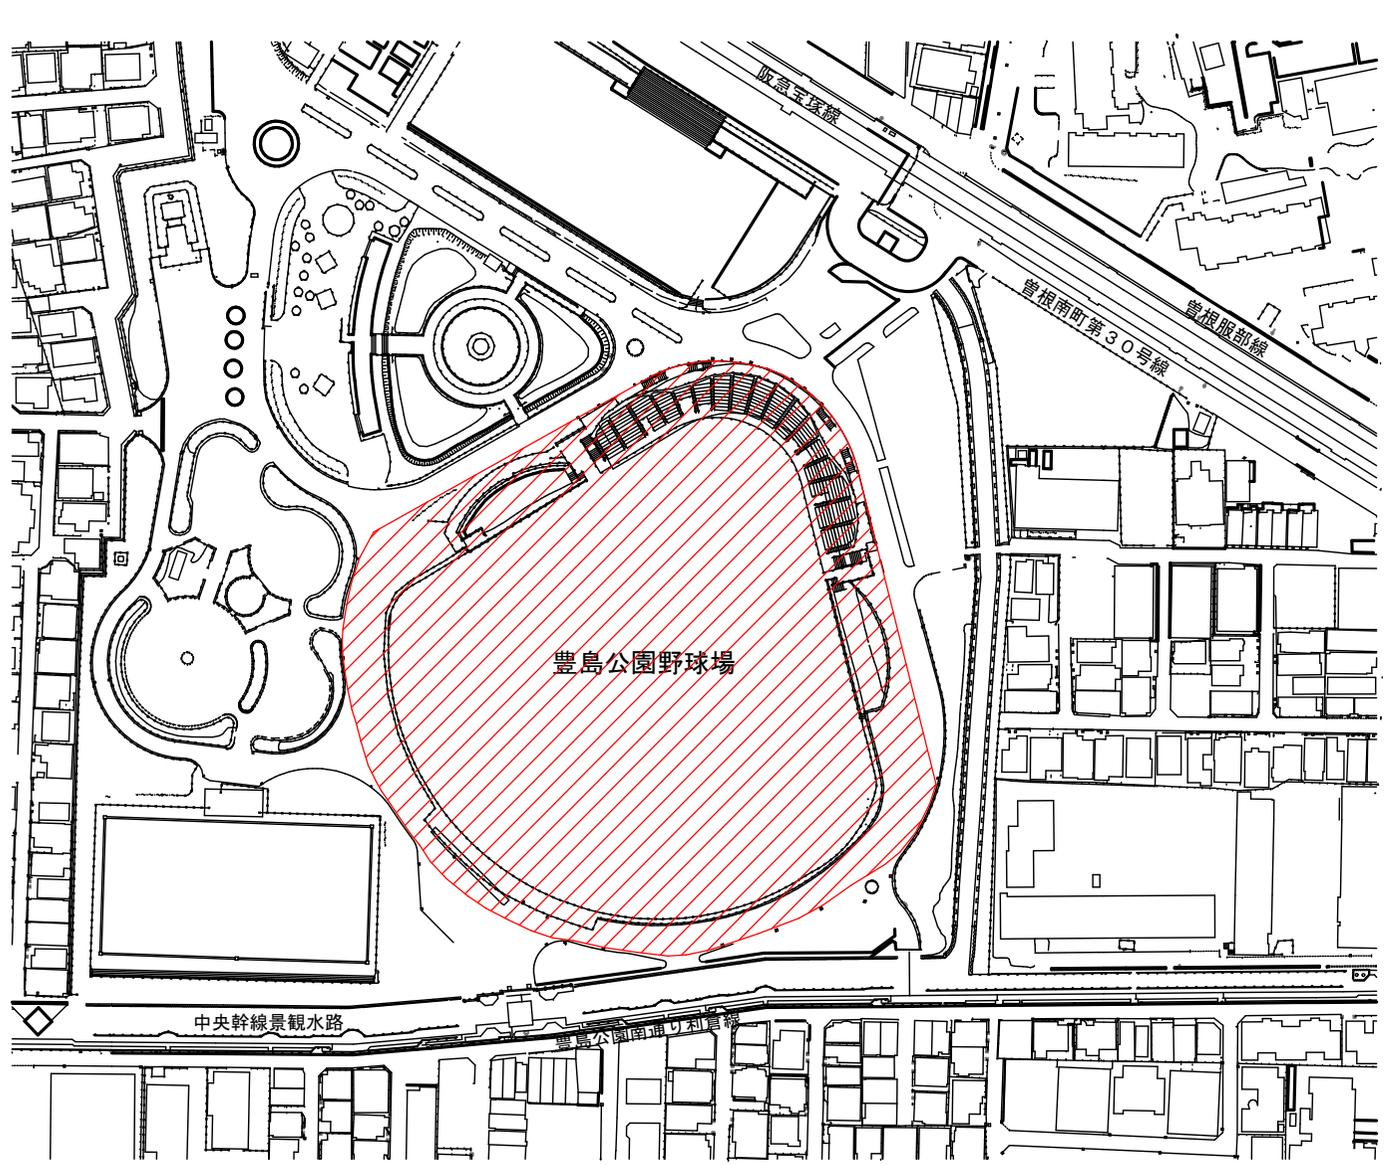 阪急宝塚線
曽根南町第３０号線
曽根服部線
豊島公園野球場
中央幹線景観水路
豊島公園南通り利倉線